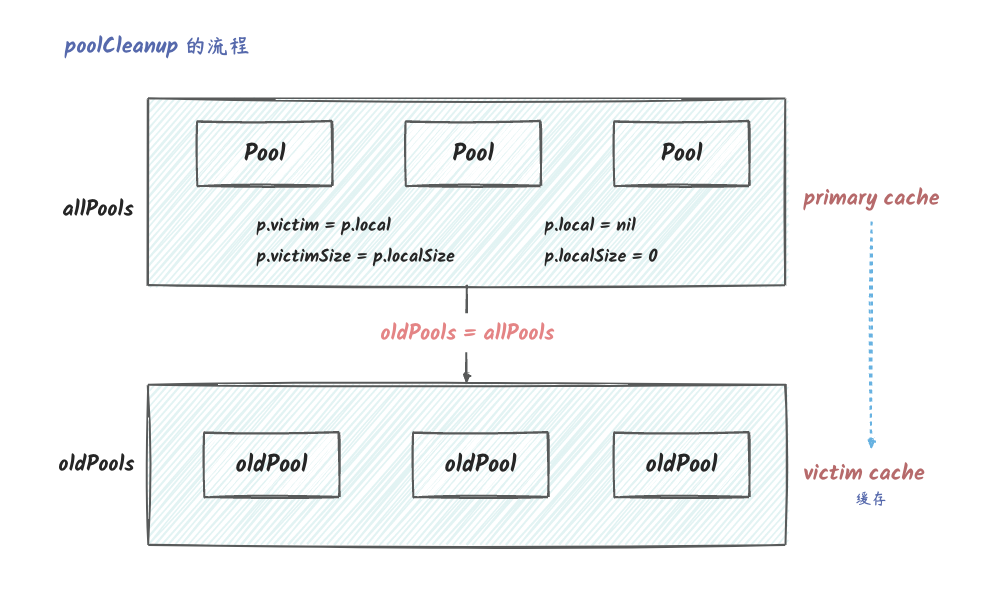 poolCleanup 的流程
Pool
Pool
Pool
allPools
p.victim = p.local
p.local = nil
p.victimSize = p.localSize
p.localSize = 0
primary cache
oldPools = allPools
oldPools
oldPool
oldPool
oldPool
victim cache
缓存